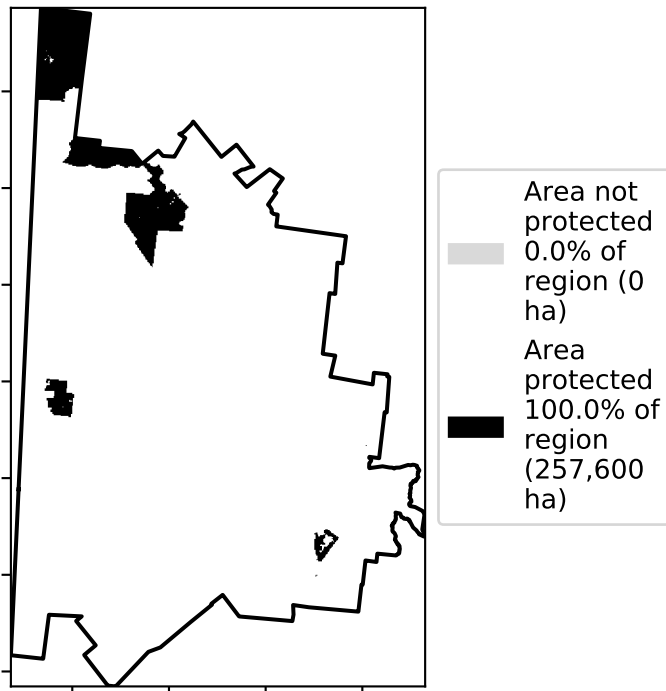 Area not
protected
0.0% of
region (0
ha)
Area
protected
100.0% of
region
(257,600
ha)